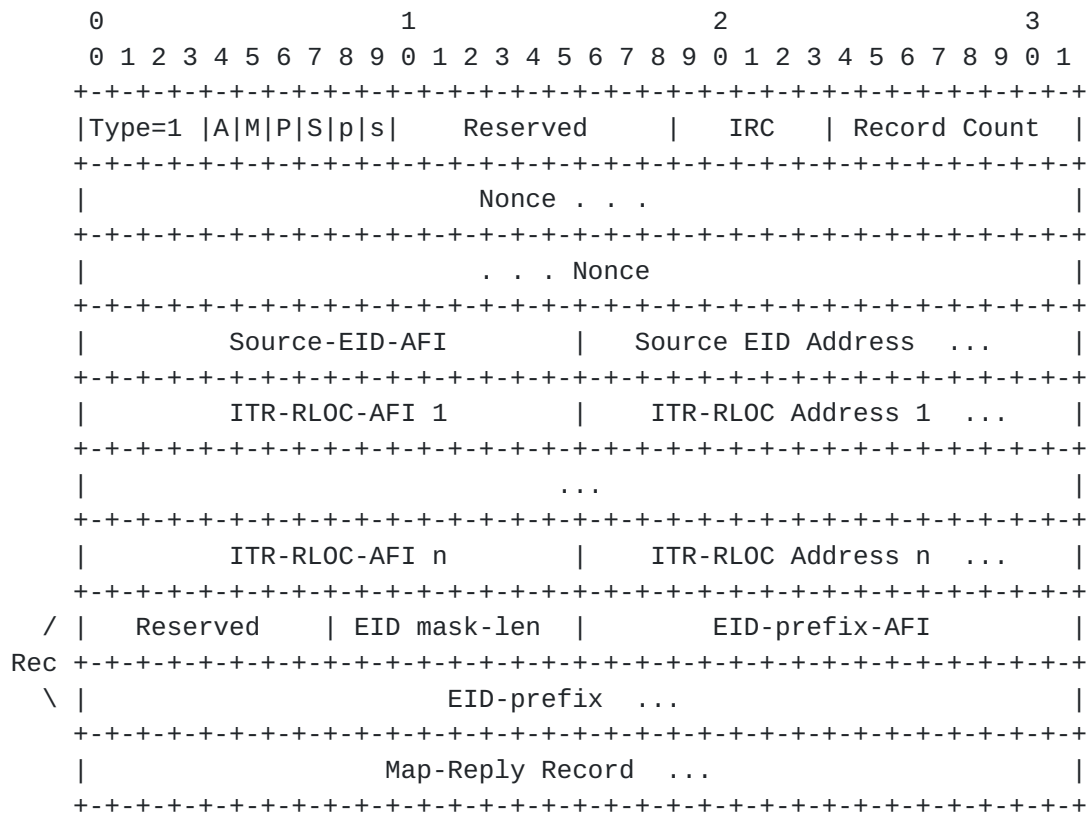 0                   1                   2                   3
 0 1 2 3 4 5 6 7 8 9 0 1 2 3 4 5 6 7 8 9 0 1 2 3 4 5 6 7 8 9 0 1
+-+-+-+-+-+-+-+-+-+-+-+-+-+-+-+-+-+-+-+-+-+-+-+-+-+-+-+-+-+-+-+-+
|Type=1 |A|M|P|S|p|s|    Reserved     |   IRC   | Record Count  |
+-+-+-+-+-+-+-+-+-+-+-+-+-+-+-+-+-+-+-+-+-+-+-+-+-+-+-+-+-+-+-+-+
|                         Nonce . . .                           |
+-+-+-+-+-+-+-+-+-+-+-+-+-+-+-+-+-+-+-+-+-+-+-+-+-+-+-+-+-+-+-+-+
|                         . . . Nonce                           |
+-+-+-+-+-+-+-+-+-+-+-+-+-+-+-+-+-+-+-+-+-+-+-+-+-+-+-+-+-+-+-+-+
|         Source-EID-AFI        |   Source EID Address  ...     |
+-+-+-+-+-+-+-+-+-+-+-+-+-+-+-+-+-+-+-+-+-+-+-+-+-+-+-+-+-+-+-+-+
|         ITR-RLOC-AFI 1        |    ITR-RLOC Address 1  ...    |
+-+-+-+-+-+-+-+-+-+-+-+-+-+-+-+-+-+-+-+-+-+-+-+-+-+-+-+-+-+-+-+-+
|                              ...                              |
+-+-+-+-+-+-+-+-+-+-+-+-+-+-+-+-+-+-+-+-+-+-+-+-+-+-+-+-+-+-+-+-+
|         ITR-RLOC-AFI n        |    ITR-RLOC Address n  ...    |
+-+-+-+-+-+-+-+-+-+-+-+-+-+-+-+-+-+-+-+-+-+-+-+-+-+-+-+-+-+-+-+-+
/ |   Reserved    | EID mask-len  |        EID-prefix-AFI         |
Rec +-+-+-+-+-+-+-+-+-+-+-+-+-+-+-+-+-+-+-+-+-+-+-+-+-+-+-+-+-+-+-+-+
\ |                       EID-prefix  ...                         |
+-+-+-+-+-+-+-+-+-+-+-+-+-+-+-+-+-+-+-+-+-+-+-+-+-+-+-+-+-+-+-+-+
|                   Map-Reply Record  ...                       |
+-+-+-+-+-+-+-+-+-+-+-+-+-+-+-+-+-+-+-+-+-+-+-+-+-+-+-+-+-+-+-+-+